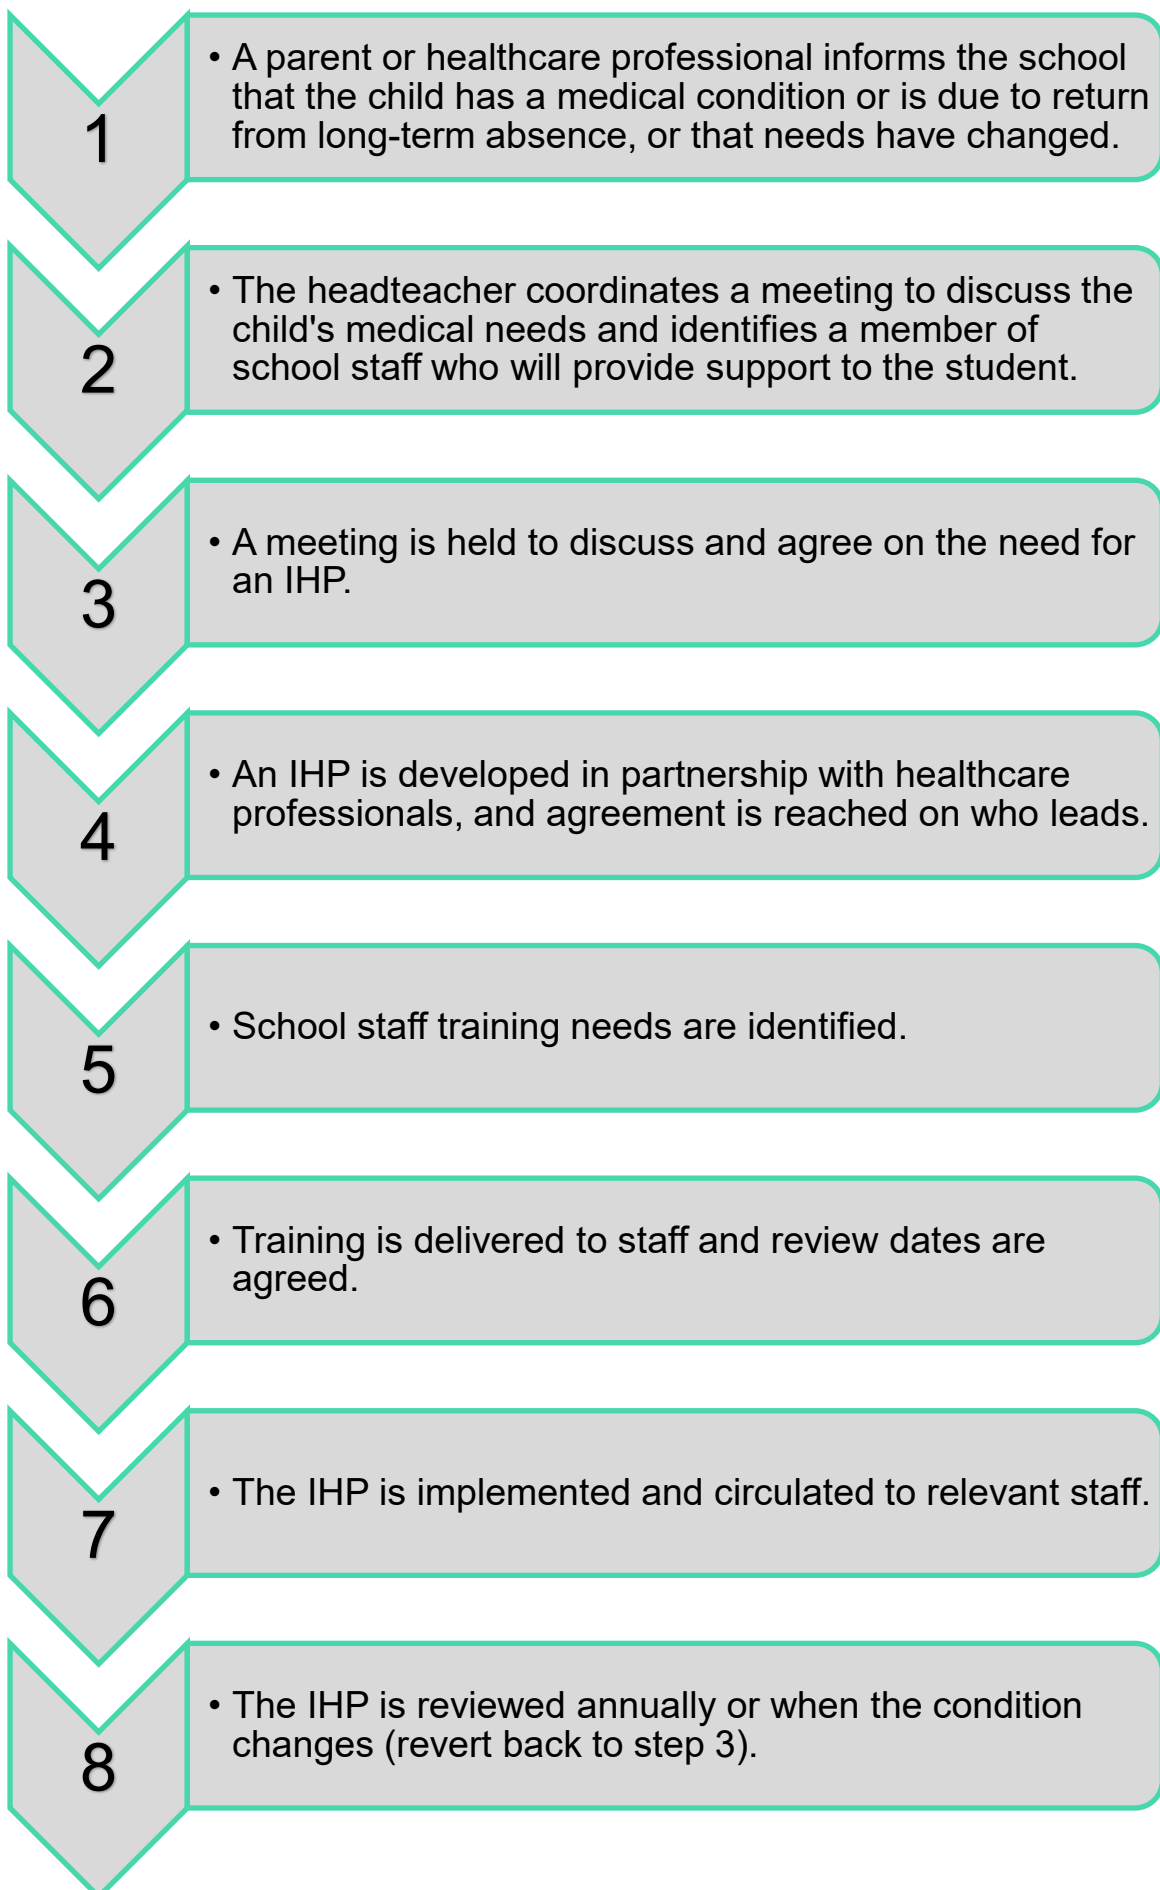 1
• A parent or healthcare professional informs the school
that the child has a medical condition or is due to return
from long-term absence, or that needs have changed.
2
• The headteacher coordinates a meeting to discuss the
child's medical needs and identifies a member of
school staff who will provide support to the student.
3
• A meeting is held to discuss and agree on the need for
an IHP.
4
• An IHP is developed in partnership with healthcare
professionals, and agreement is reached on who leads.
5
• School staff training needs are identified.
6
• Training is delivered to staff and review dates are
agreed.
7
• The IHP is implemented and circulated to relevant staff.
8
• The IHP is reviewed annually or when the condition
changes (revert back to step 3).